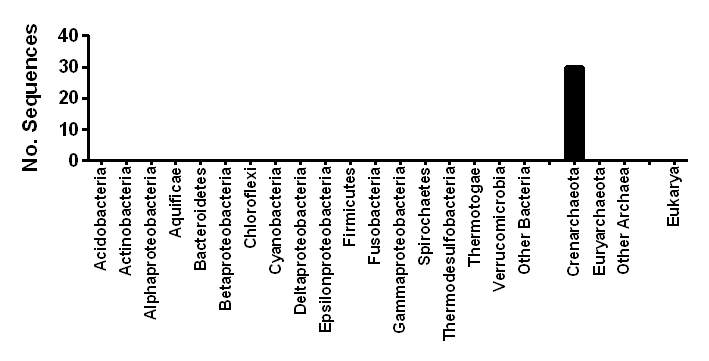 No. Sequences
40
30
20
10
0
Acidobacteria
Actinobacteria
Alphaproteobacteria
Aquificae
Bacteroidetes
Betaproteobacteria
Chloroflexi
Cyanobacteria
Deltaproteobacteria
Epsilonproteobacteria
Firmicutes
Fusobacteria
Gammaproteobacteria
Spirochaetes
Thermodesulfobacteria
Thermotogae
Verrucomicrobia
Other Bacteria
Crenarchaeota
Euryarchaeota
Other Archaea
Eukarya